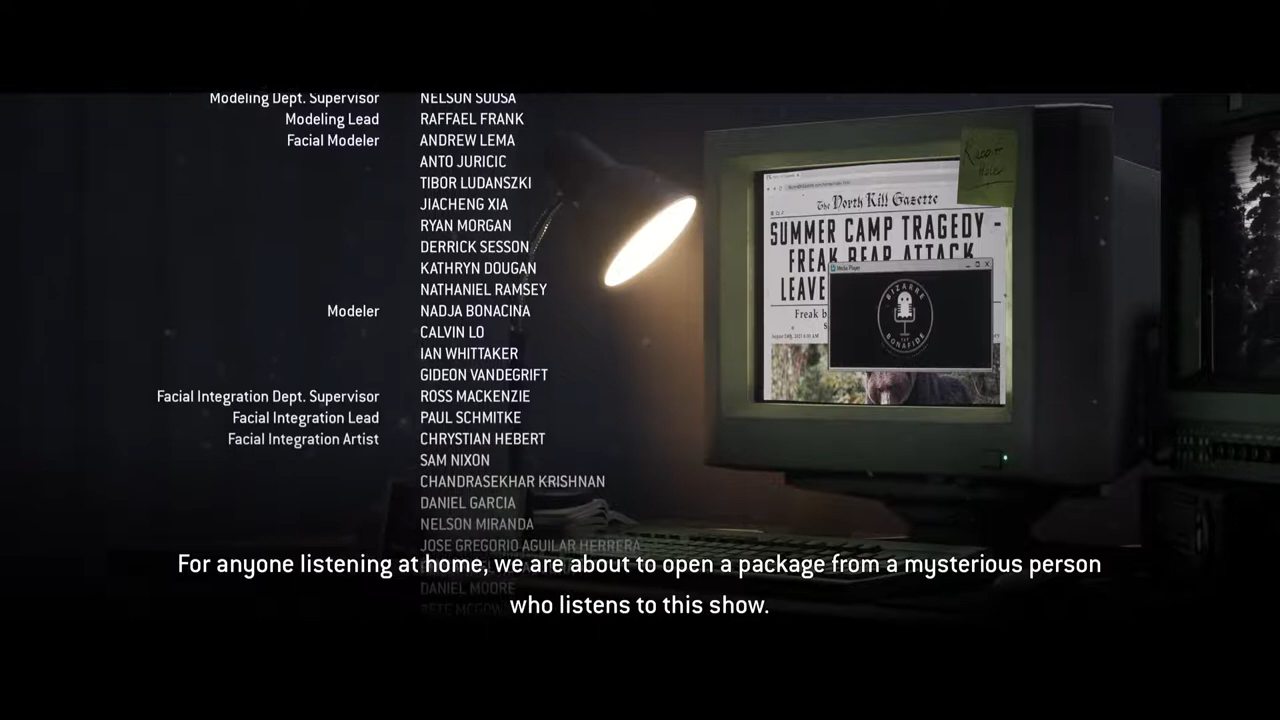 Modeling Dept. Supervisor NELSON SOUSA
Modeling Lead RAFFAEL FRANK
Facial Modeler ANDREW LEMA
ANTO JURICIC
TIBOR LUDANSZKI
JIACHENG XIA
RYAN MORGAN
DERRICK SESSON
KATHRYN DOUGAN
NATHANIEL RAMSEY
Modeler NADJA BONACINA
CALVIN LO
IAN WHITTAKER
GIDEON VANDEGRIFT
Facial Integration Dept. Supervisor ROSS MACKENZIE
Facial Integration Lead PAUL SCHMITKE
Facial Integration Artist CHRYSTIAN HEBERT
SAM NIXON
CHANDRASEKHAR KRISHNAN
DANIEL GARCIA
NELSON MIRANDA
JOSE GREGORIO AGUILAR HERRERA
DANIEL MOORE
The North Kill Gazette
SUMMER CAMP TRAGEDY -
FREAK BEAR ATTACK
LEAVE
Freak b
Media Player
BIZARRE
BONAFIDE
For anyone listening at home, we are about to open a package from a mysterious person
who listens to this show.